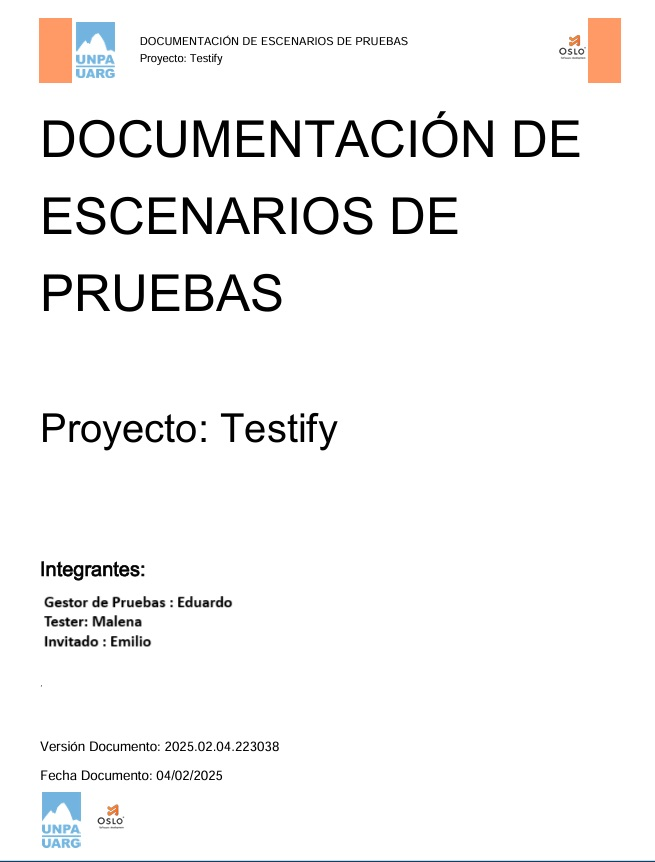 UNPA
UARG
DOCUMENTACIÓN DE ESCENARIOS DE PRUEBAS
Proyecto: Testify
OSLO
DOCUMENTACIÓN DE
ESCENARIOS DE
PRUEBAS
Proyecto: Testify
Integrantes:
Gestor de Pruebas : Eduardo
Tester: Malena
Invitado : Emilio
.
Versión Documento: 2025.02.04.223038
Fecha Documento: 04/02/2025
UNPA
UARG
OSLO